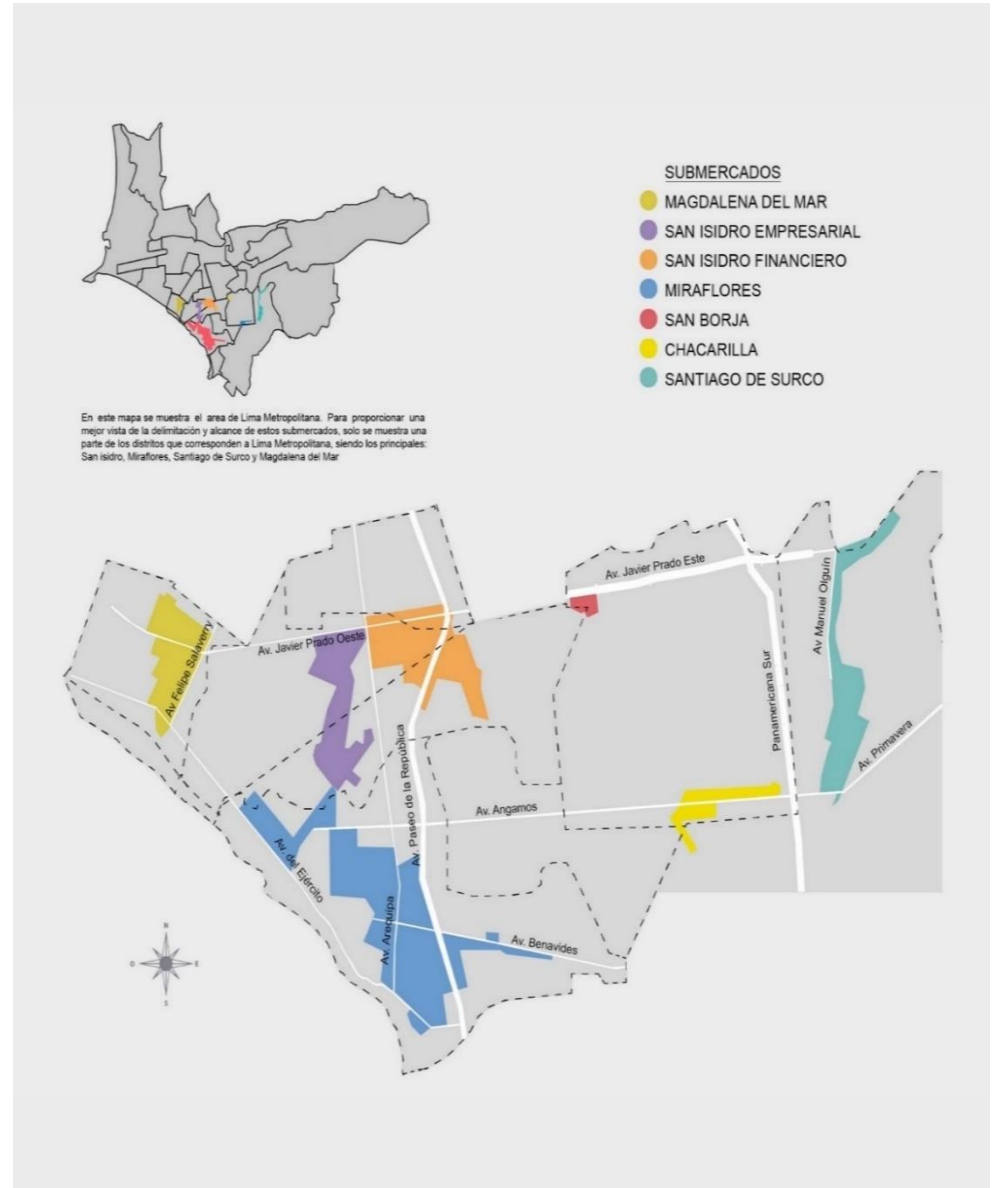 SUBMERCADOS
MAGDALENA DEL MAR
SAN ISIDRO EMPRESARIAL
SAN ISIDRO FINANCIERO
MIRAFLORES
SAN BORJA
CHACARILLA
SANTIAGO DE SURCO
En este mapa se muestra el area de Lima Metropolitana. Para proporcionar una
mejor vista de la delimitación y alcance de estos submercados, solo se muestra una
parte de los distritos que corresponden a Lima Metropolitana, siendo los principales:
San isidro, Miraflores, Santiago de Surco y Magdalena del Mar
Av. Javier Prado Este
Av Manuel Olguín
Av. Javier Prado Oeste
Av. Felipe Salaverry
Panamericana Sur
Av. Paseo de la República
Av. Primavera
Av. Angamos
Av. del Ejército
Av. Arequipa
Av. Benavides
N
O
E
S